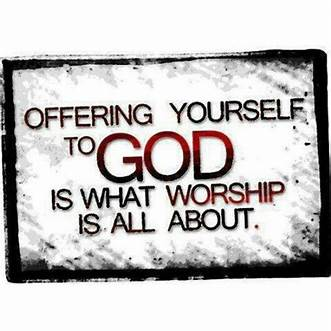 OFFERING YOURSELF
TO GOD
IS WHAT WORSHIP
IS ALL ABOUT.